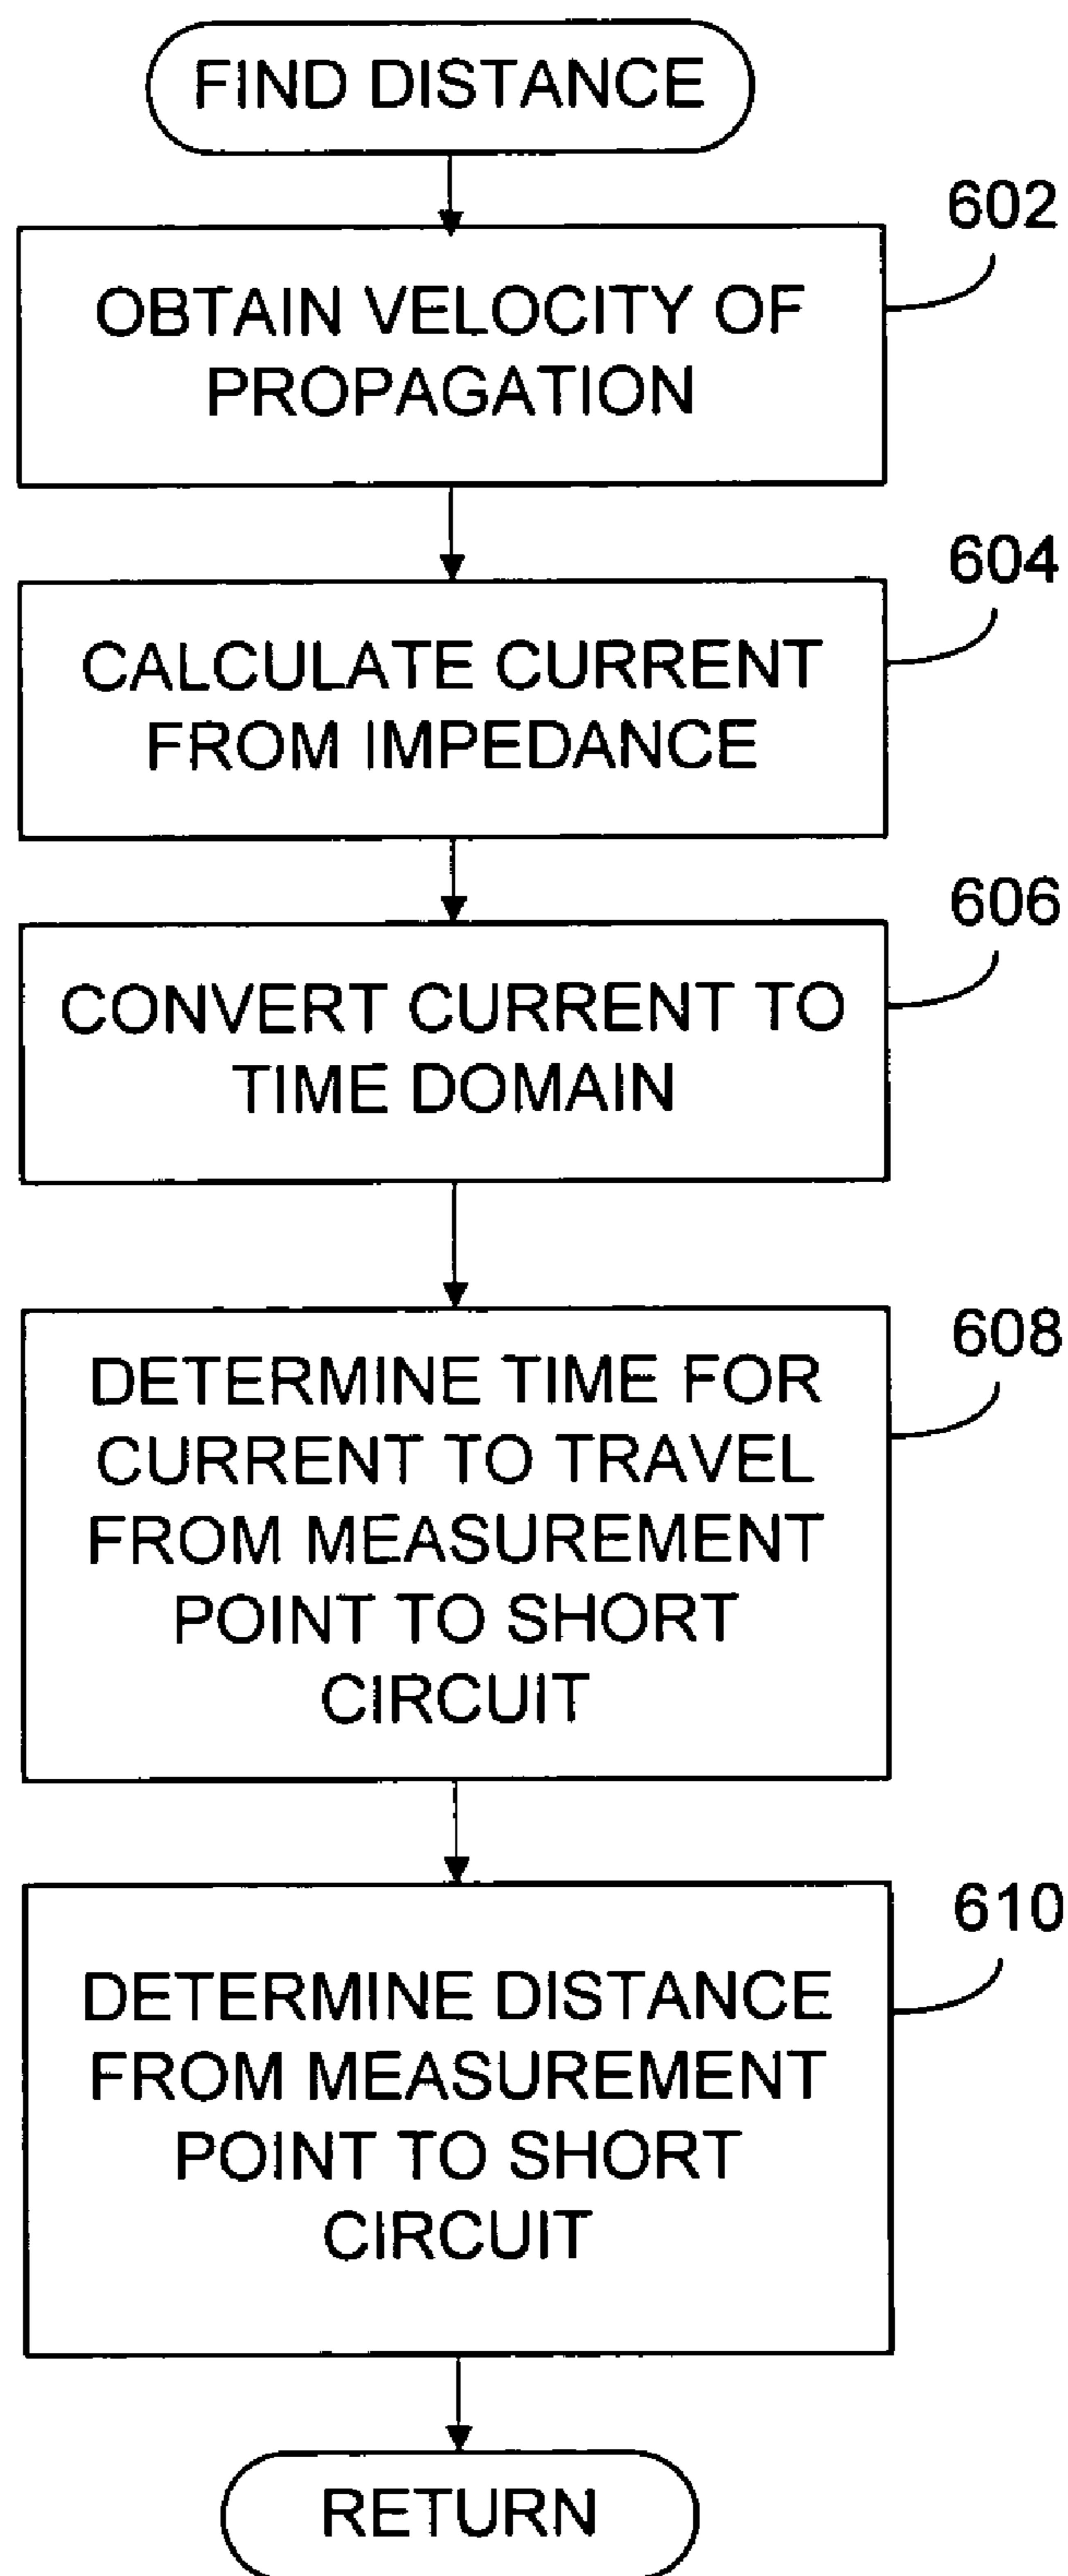 FIND DISTANCE
602
OBTAIN VELOCITY OF
PROPAGATION
604
CALCULATE CURRENT
FROM IMPEDANCE
606
CONVERT CURRENT TO
TIME DOMAIN
608
DETERMINE TIME FOR
CURRENT TO TRAVEL
FROM MEASUREMENT
POINT TO SHORT
CIRCUIT
610
DETERMINE DISTANCE
FROM MEASUREMENT
POINT TO SHORT
CIRCUIT
RETURN